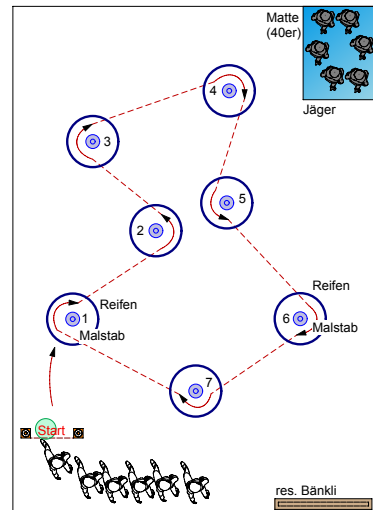 Matte
(40er)
Jäger
4
3
5
2
Reifen
1
Malstab
Reifen
6
Malstab
7
Start
res. Bänkli